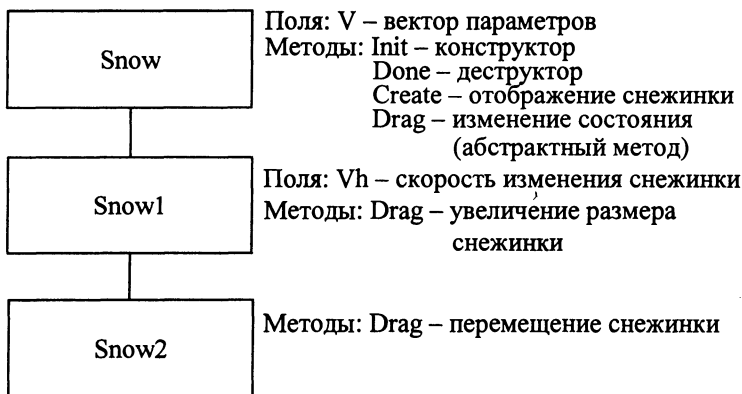 Поля: V – вектор параметров
Методы: Init – конструктор
Snow
Done – деструктор
Create – отображение снежинки
Drag – изменение состояния
(абстрактный метод)
Поля: Vh – скорость изменения снежинки
Snow1
Методы: Drag – увеличение размера
снежинки
Методы: Drag – перемещение снежинки
Snow2